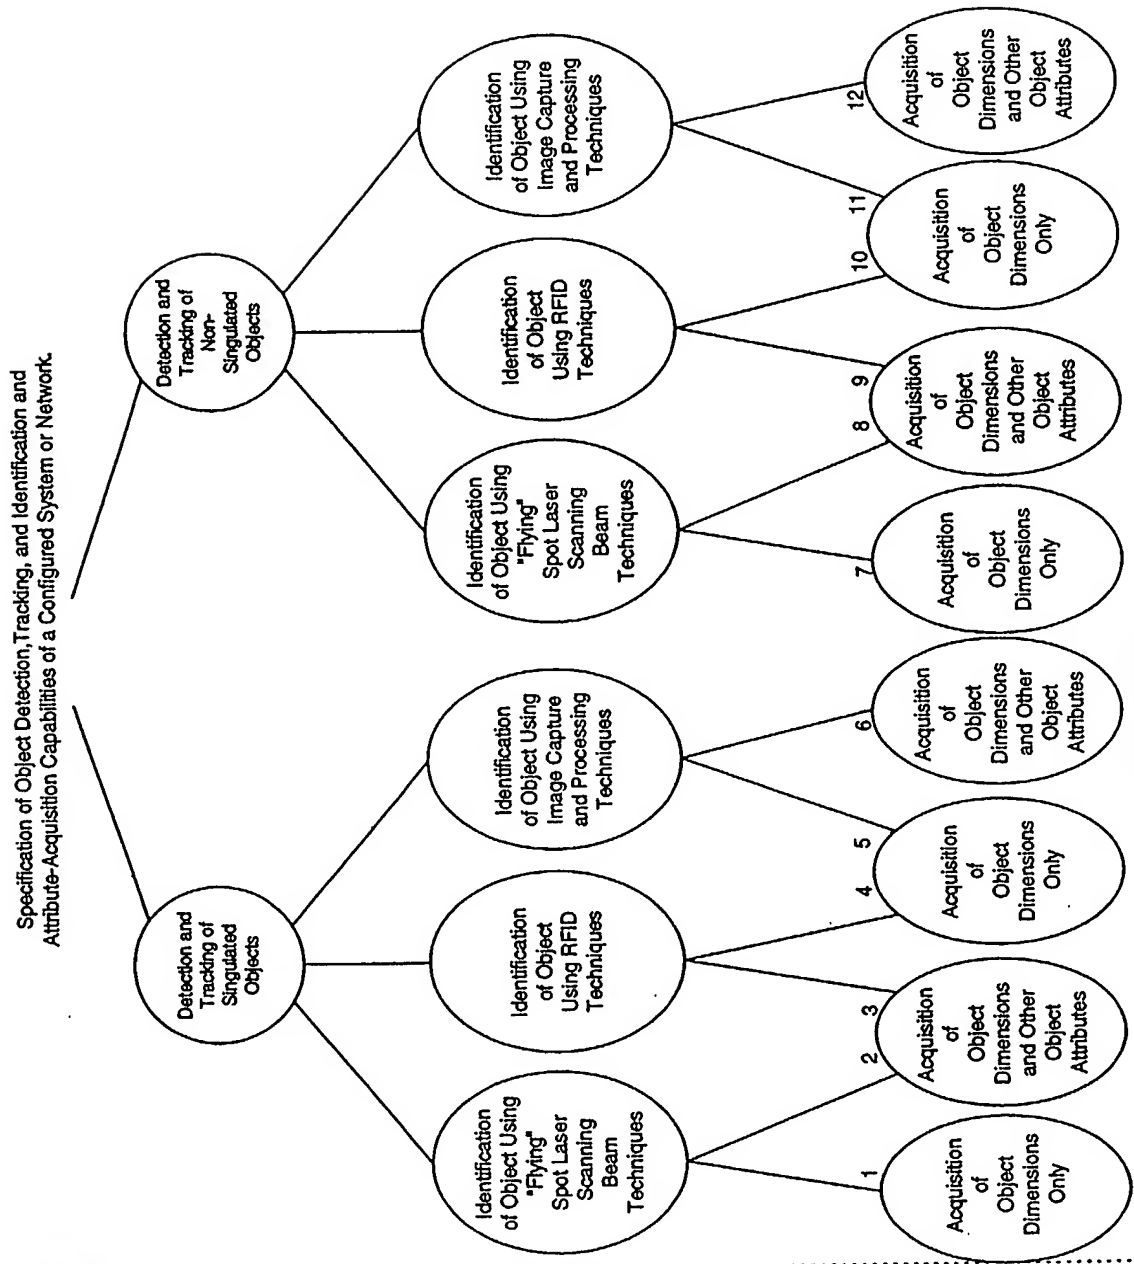 Specification of Object Detection,Tracking, and Identification and
Attribute-Acquisition Capabilities of a Configured System or Network.
Detection and
Tracking of
Singulated
Objects
Detection and
Tracking of
Non-
Singulated
Objects
Identification
of Object Using
"Flying"
Spot Laser
Scanning
Beam
Techniques
Identification
of Object
Using RFID
Techniques
Identification
of Object Using
Image Capture
and Processing
Techniques
Identification
of Object Using
"Flying"
Spot Laser
Scanning
Beam
Techniques
Identification
of Object
Using RFID
Techniques
Identification
of Object Using
Image Capture
and Processing
Techniques
1
2
3
4
5
6
7
8
9
10
11
12
Acquisition
of
Object
Dimensions
Only
Acquisition
of
Object
Dimensions
and Other
Object
Attributes
Acquisition
of
Object
Dimensions
Only
Acquisition
of
Object
Dimensions
and Other
Object
Attributes
Acquisition
of
Object
Dimensions
Only
Acquisition
of
Object
Dimensions
and Other
Object
Attributes
Acquisition
of
Object
Dimensions
Only
Acquisition
of
Object
Dimensions
and Other
Object
Attributes